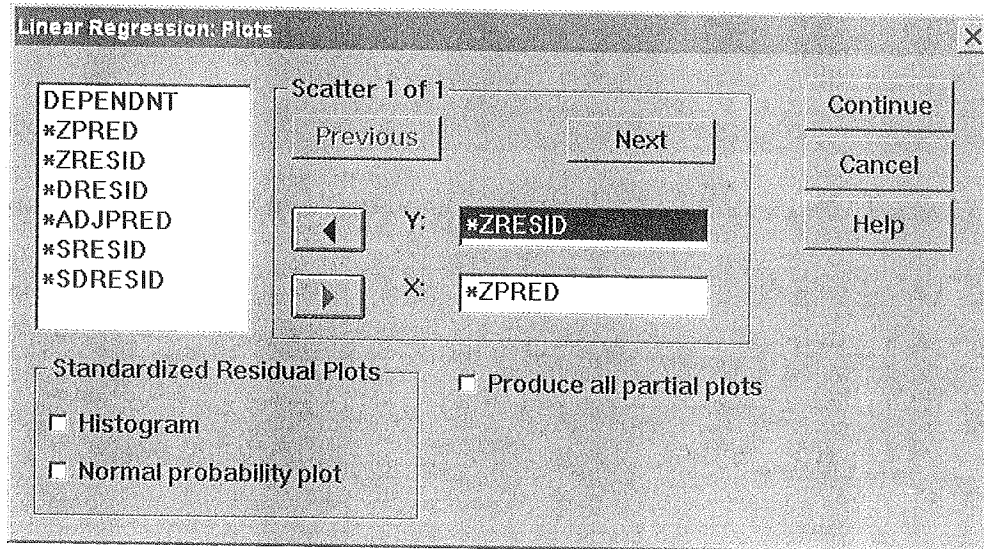 Linear Regression: Plots
DEPENDNT
*ZPRED
*ZRESID
*DRESID
*ADJPRED
*SRESID
*SDRESID
Scatter 1 of 1
Previous
Next
Y:
*ZRESID
X:
*ZPRED
Continue
Cancel
Help
Standardized Residual Plots
Histogram
Normal probability plot
Produce all partial plots